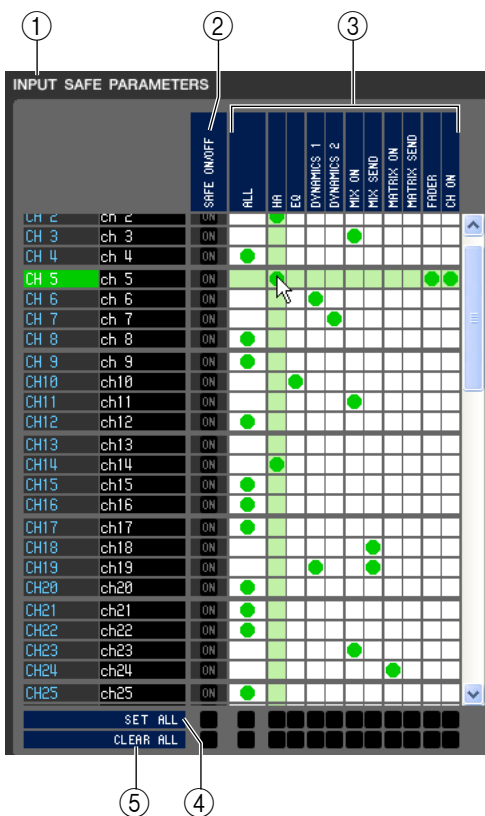 1 2 3
INPUT SAFE PARAMETERS
SAFE ON/OFF ALL HA EQ DYNAMICS 1 DYNAMICS 2 MIX ON MIX SEND MATRIX ON MATRIX SEND FADER CH ON
CH 2 ch 2 ON
CH 3 ch 3 ON
CH 4 ch 4 ON
CH 5 ch 5 ON
CH 6 ch 6 ON
CH 7 ch 7 ON
CH 8 ch 8 ON
CH 9 ch 9 ON
CH10 ch10 ON
CH11 ch11 ON
CH12 ch12 ON
CH13 ch13 ON
CH14 ch14 ON
CH15 ch15 ON
CH16 ch16 ON
CH17 ch17 ON
CH18 ch18 ON
CH19 ch19 ON
CH20 ch20 ON
CH21 ch21 ON
CH22 ch22 ON
CH23 ch23 ON
CH24 ch24 ON
CH25 ch25 ON
SET ALL
CLEAR ALL
5 4